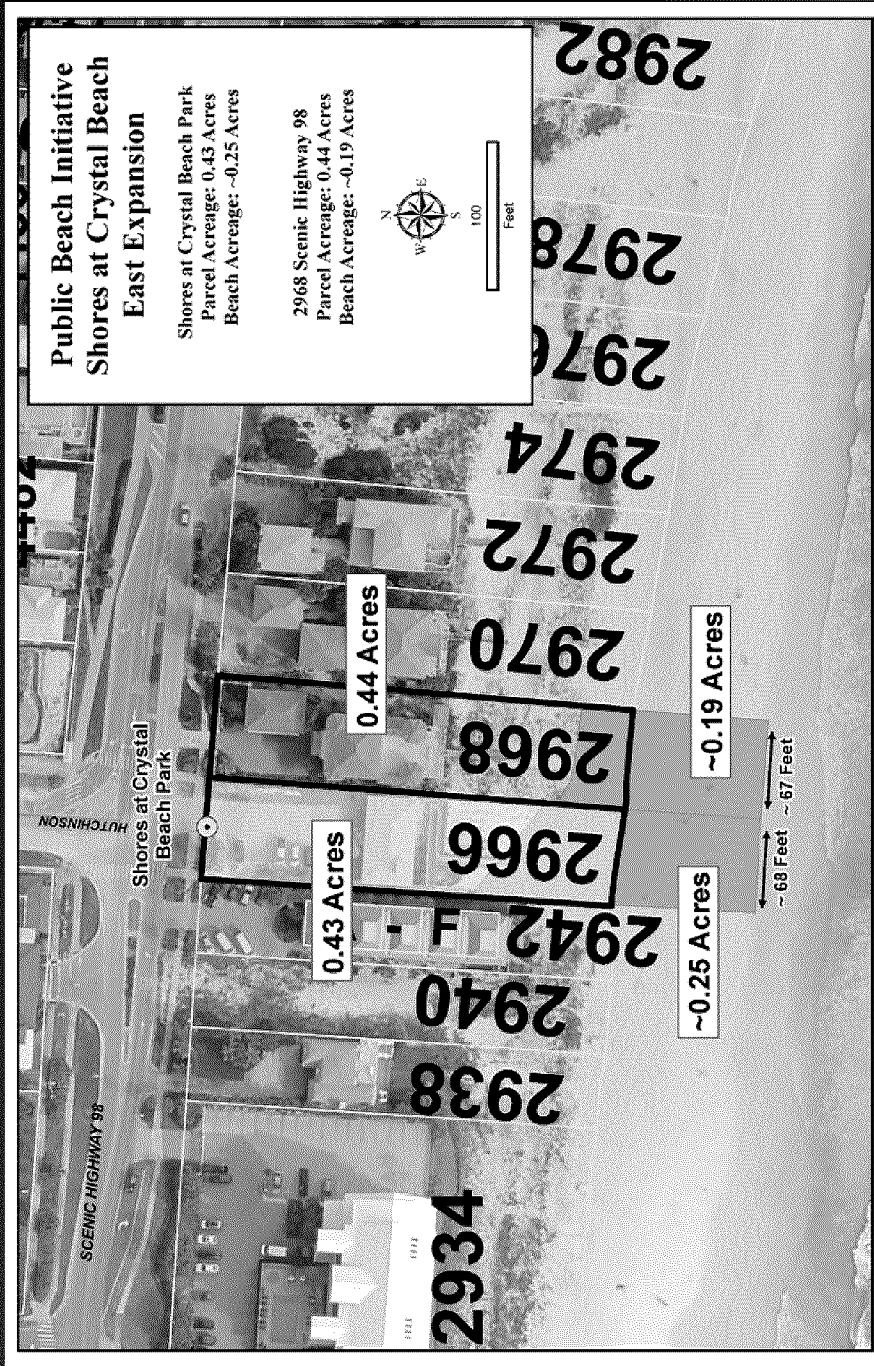 Public Beach Initiative
Shores at Crystal Beach
East Expansion
Shores at Crystal Beach Park
Parcel Acreage: 0.43 Acres
Beach Acreage: ~0.25 Acres
2968 Scenic Highway 98
Parcel Acreage: 0.44 Acres
Beach Acreage: ~0.19 Acres
N
W
E
S
100
Feet
SCENIC HIGHWAY 98
HUTCHINSON
Shores at Crystal
Beach Park
0.43 Acres
0.44 Acres
2934
2938
2940
2942
- F
2966
2968
2970
2972
2974
2976
2978
2982
~0.25 Acres
~0.19 Acres
~ 68 Feet
~ 67 Feet